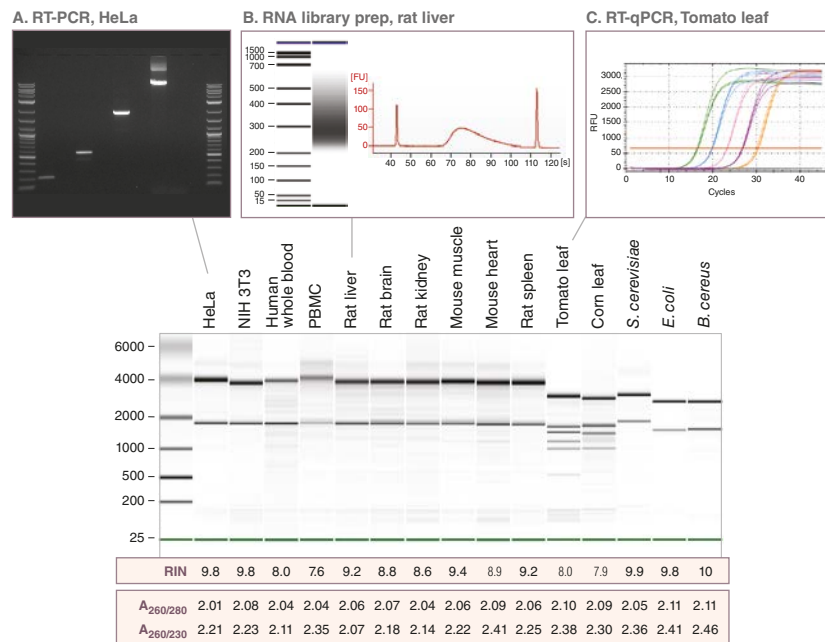 A. RT-PCR, HeLa
B. RNA library prep, rat liver
C. RT-qPCR, Tomato leaf
1500
1000
700
500
400
300
200
150
100
50
15
[FU]
150
100
50
0
40 60 80 100 120 [s]
3000
2500
2000
1500
1000
50
0
RFU
0 10 20 30 40
Cycles
HeLa
NIH 3T3
Human
whole blood
PBMC
Rat liver
Rat brain
Rat kidney
Mouse muscle
Mouse heart
Rat spleen
Tomato leaf
Corn leaf
S. cerevisiae
E. coli
B. cereus
6000
4000
2000
1000
500
200
25
RIN 9.8 9.8 8.0 7.6 9.2 8.8 8.6 9.4 8.9 9.2 8.0 7.9 9.9 9.8 10
A260/280 2.01 2.08 2.04 2.04 2.06 2.07 2.04 2.06 2.09 2.06 2.10 2.09 2.05 2.11 2.11
A260/230 2.21 2.23 2.11 2.35 2.07 2.18 2.14 2.22 2.41 2.25 2.38 2.30 2.36 2.41 2.46